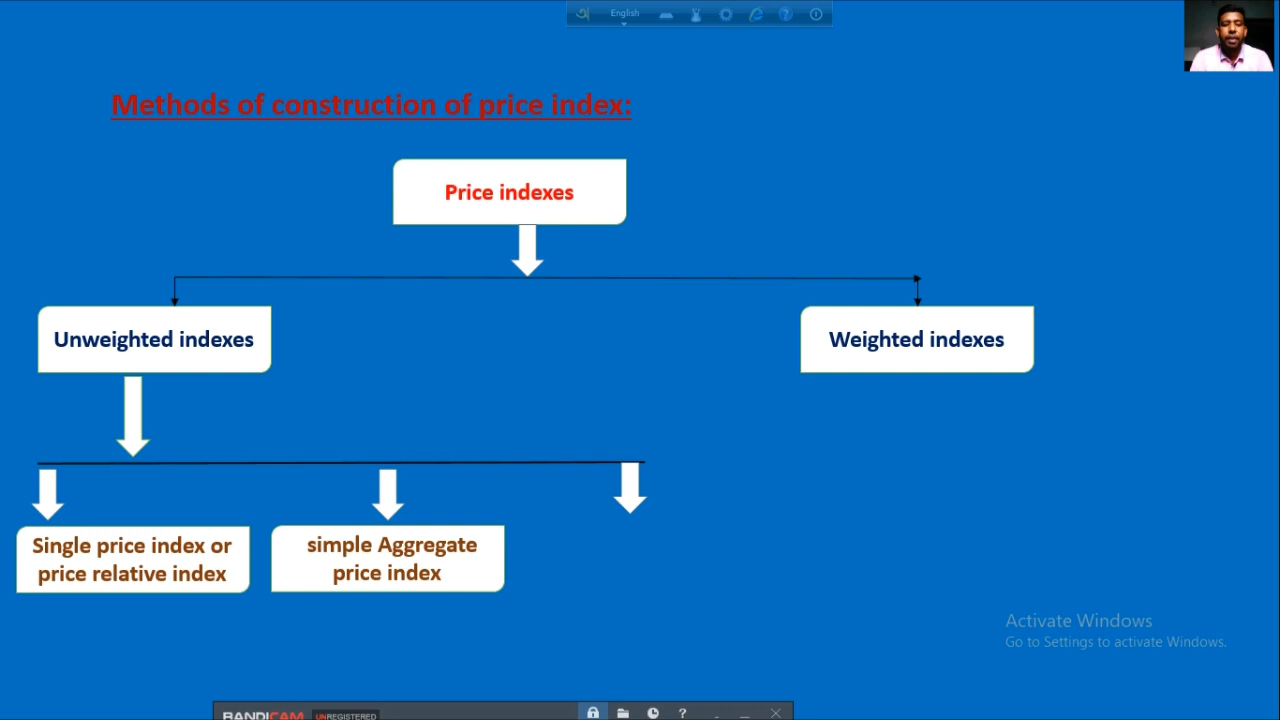 English
Methods of construction of price index:
Price indexes
Unweighted indexes
Weighted indexes
Single price index or
price relative index
simple Aggregate
price index
Activate Windows
Go to Settings to activate Windows.
BANDICAM UNREGISTERED